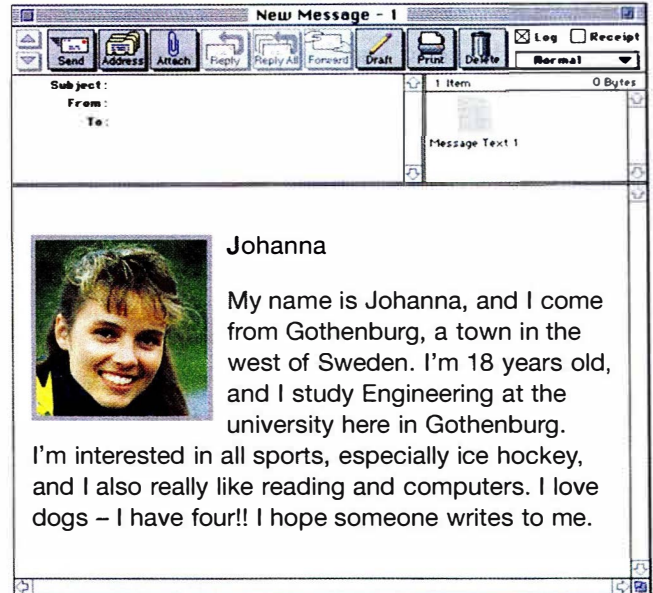 New Message - 1
Send Address Attach Reply Reply All Forward Draft Print Delete
Log Receipt
Normal
Subject:
From:
To:
1 Item 0 Bytes
Message Text 1
Johanna
My name is Johanna, and I come
from Gothenburg, a town in the
west of Sweden. I'm 18 years old,
and I study Engineering at the
university here in Gothenburg.
I'm interested in all sports, especially ice hockey,
and I also really like reading and computers. I love
dogs – I have four!! I hope someone writes to me.